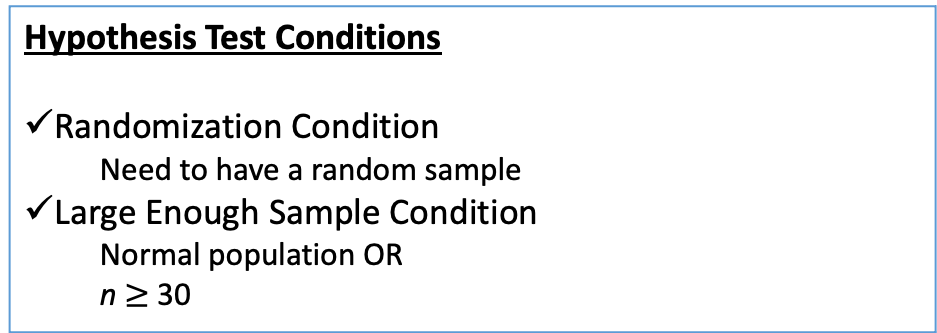 Hypothesis Test Conditions
✓Randomization Condition
Need to have a random sample
✓Large Enough Sample Condition
Normal population OR
n ≥ 30